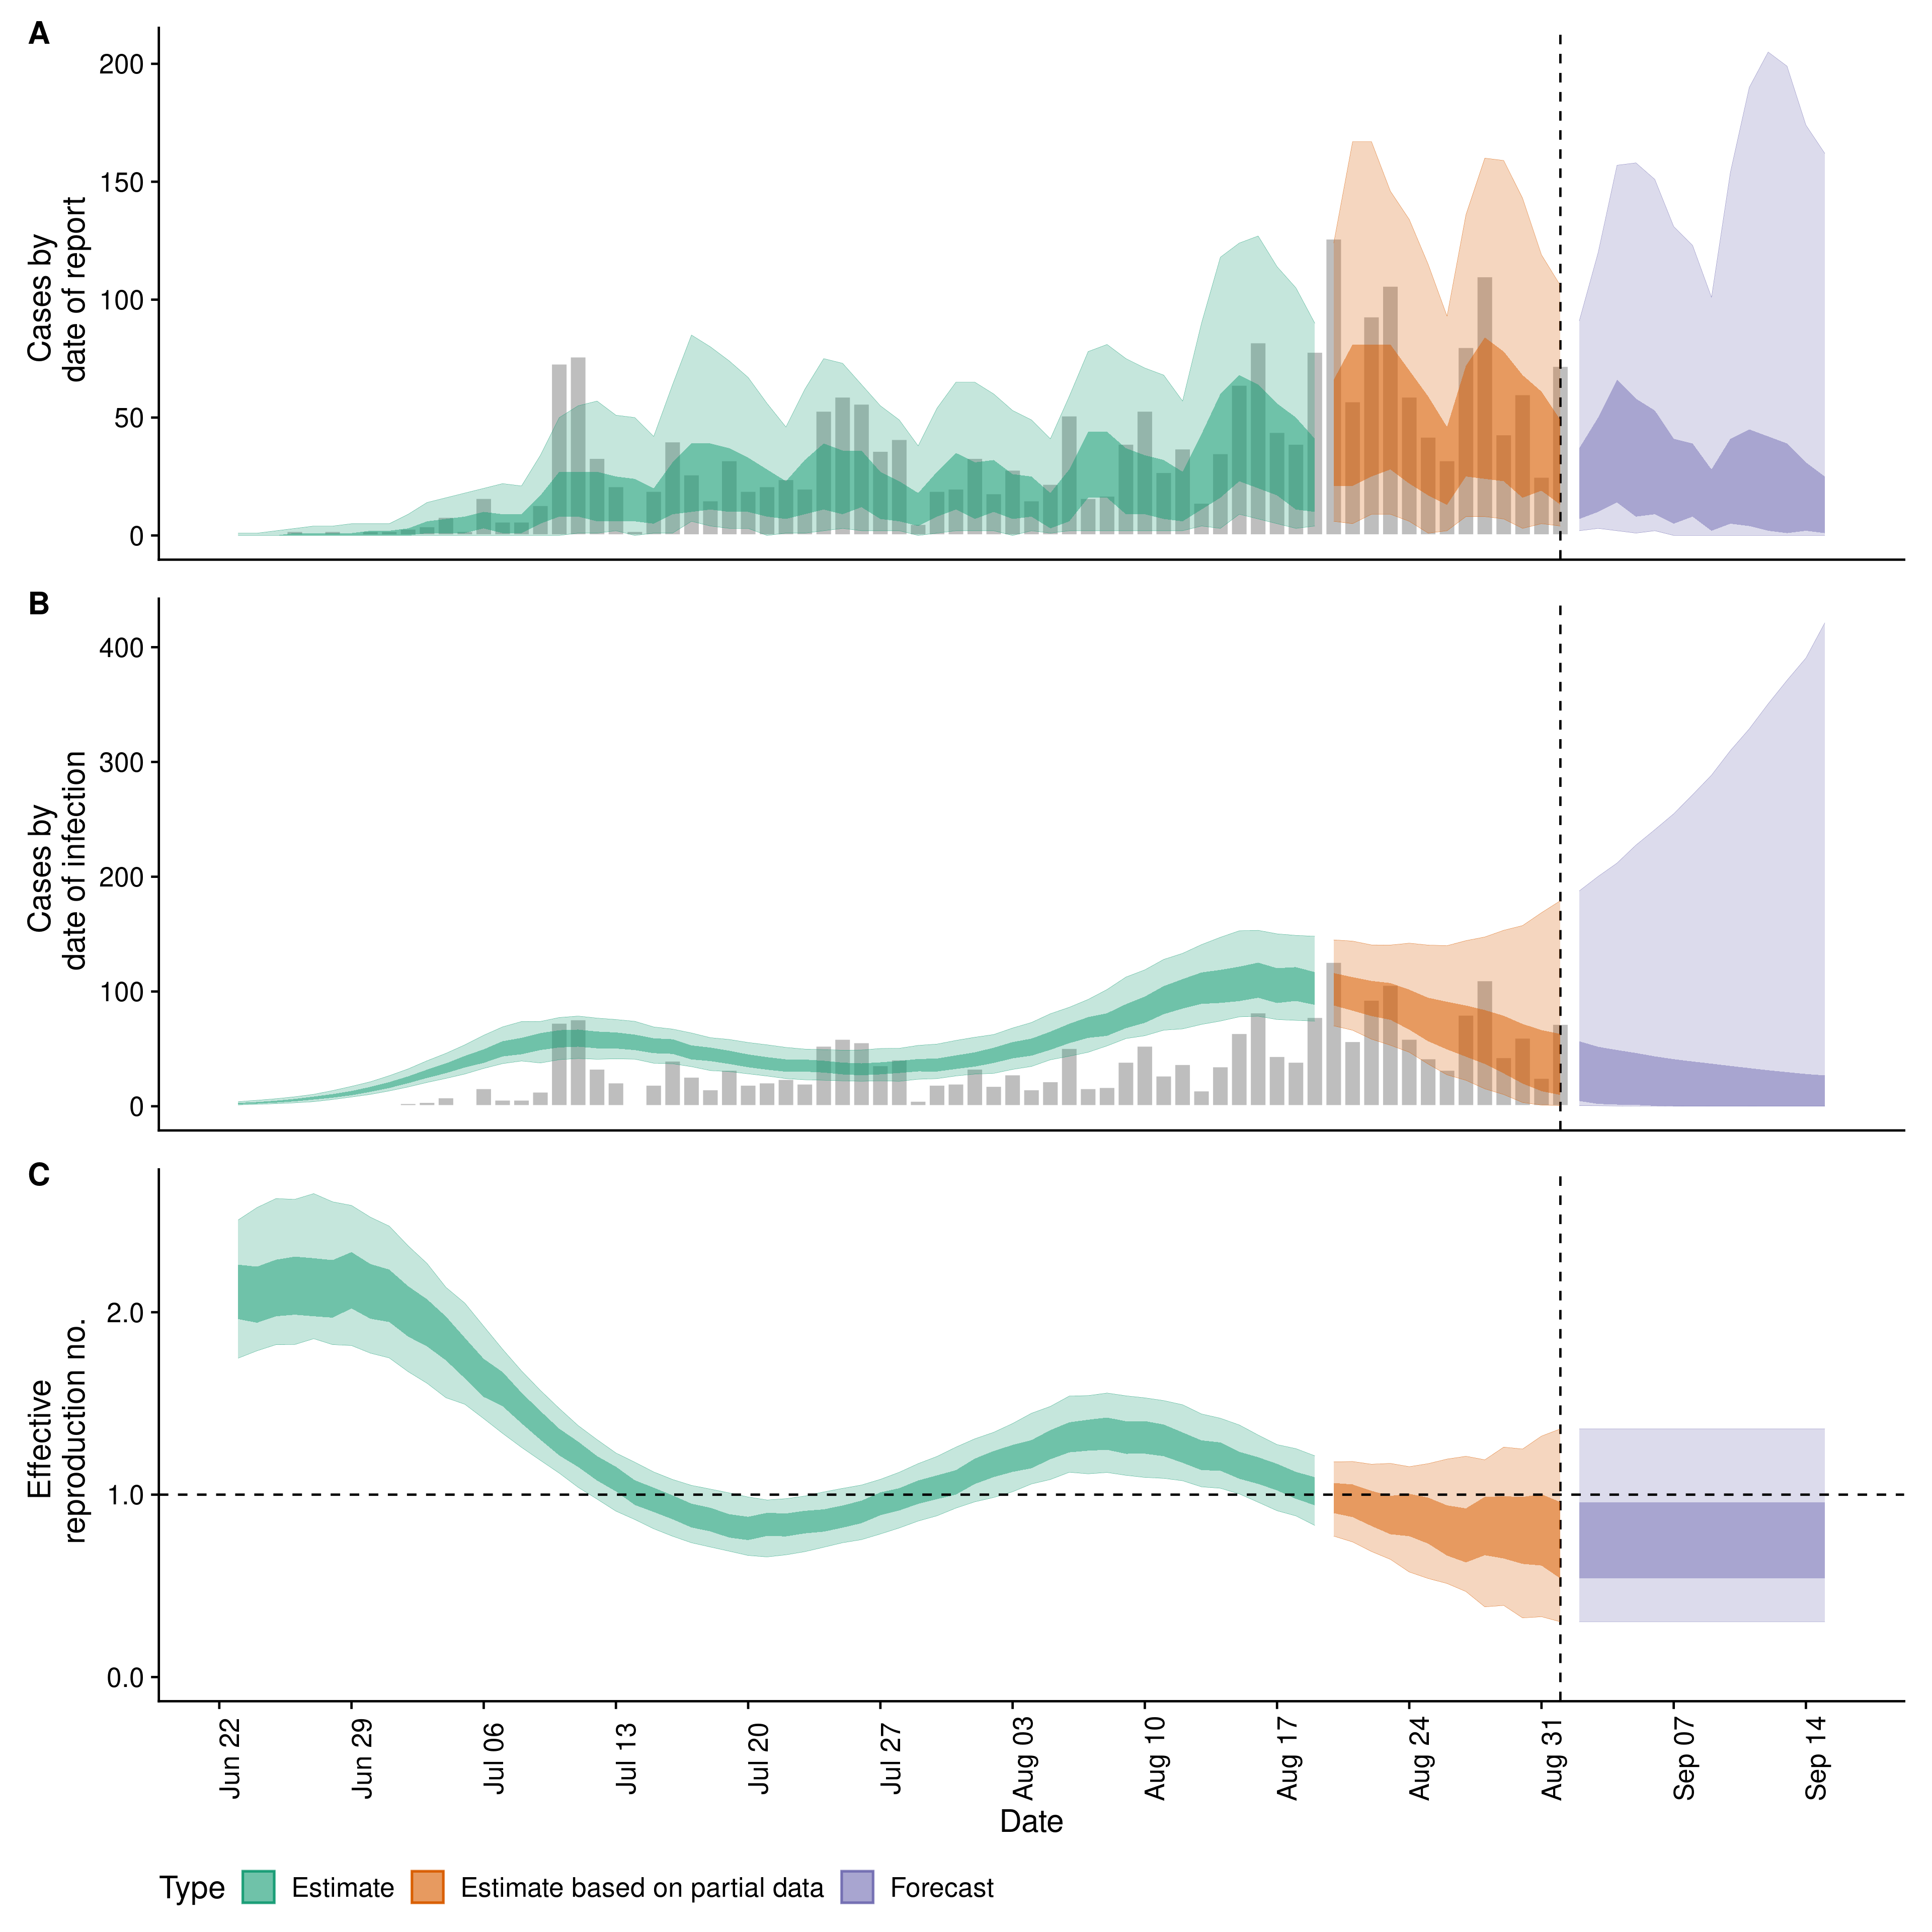 A
Cases by
date of report
200
150
100
50
0
B
Cases by
date of infection
400
300
200
100
0
C
Effective
reproduction no.
2.0
1.0
0.0
Jun 22
Jun 29
Jul 06
Jul 13
Jul 20
Jul 27
Aug 03
Aug 10
Aug 17
Aug 24
Aug 31
Sep 07
Sep 14
Date
Type Estimate Estimate based on partial data Forecast